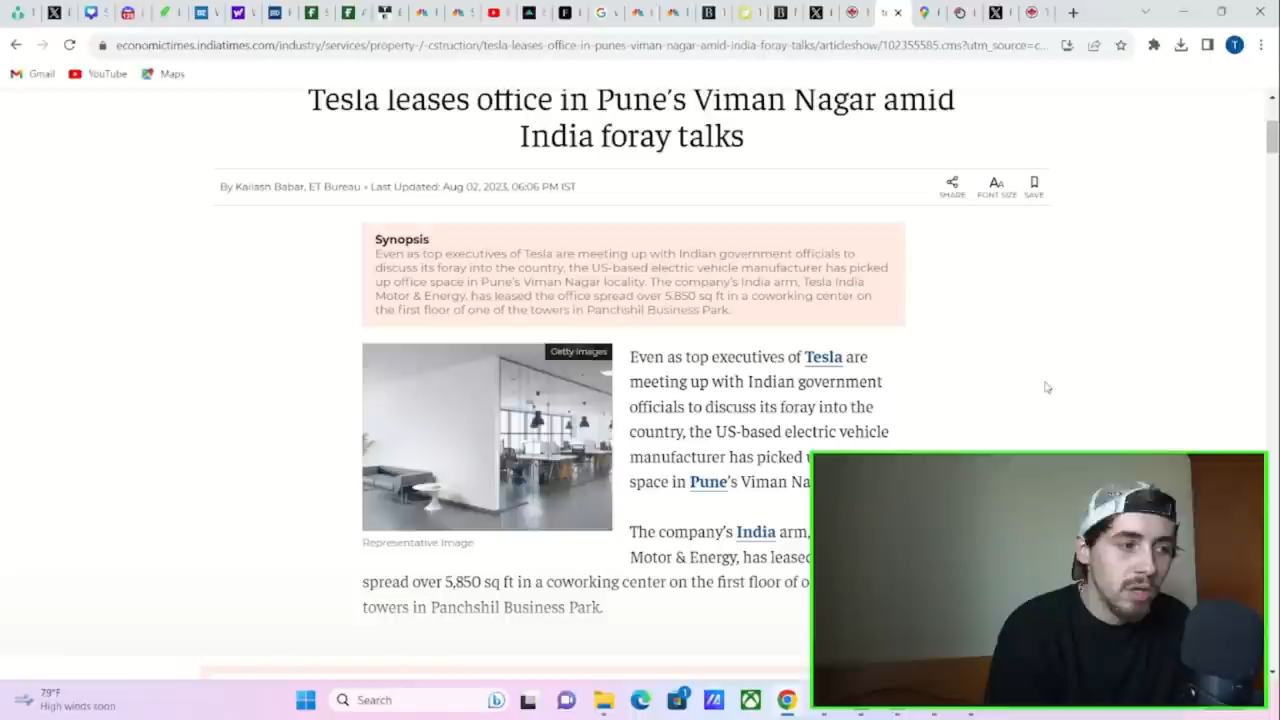 economictimes.indiatimes.com/industry/services/property-/-cstruction/tesla-leases-office-in-punes-viman-nagar-amid-india-foray-talks/articleshow/102355585.cms?utm_source=c...
Gmail YouTube Maps
Tesla leases office in Pune's Viman Nagar amid
India foray talks
By Kailash Babar, ET Bureau • Last Updated: Aug 02, 2023, 06:06 PM IST
SHARE FONT SIZE SAVE
Synopsis
Even as top executives of Tesla are meeting up with Indian government officials to
discuss its foray into the country, the US-based electric vehicle manufacturer has picked
up office space in Pune's Viman Nagar locality. The company's India arm, Tesla India
Motor & Energy, has leased the office spread over 5,850 sq ft in a coworking center on
the first floor of one of the towers in Panchshil Business Park.
Getty Images
Representative Image
Even as top executives of Tesla are
meeting up with Indian government
officials to discuss its foray into the
country, the US-based electric vehicle
manufacturer has picked
space in Pune's Viman Na
The company's India arm,
Motor & Energy, has leased
spread over 5,850 sq ft in a coworking center on the first floor of o
towers in Panchshil Business Park.
79°F
High winds soon
Search